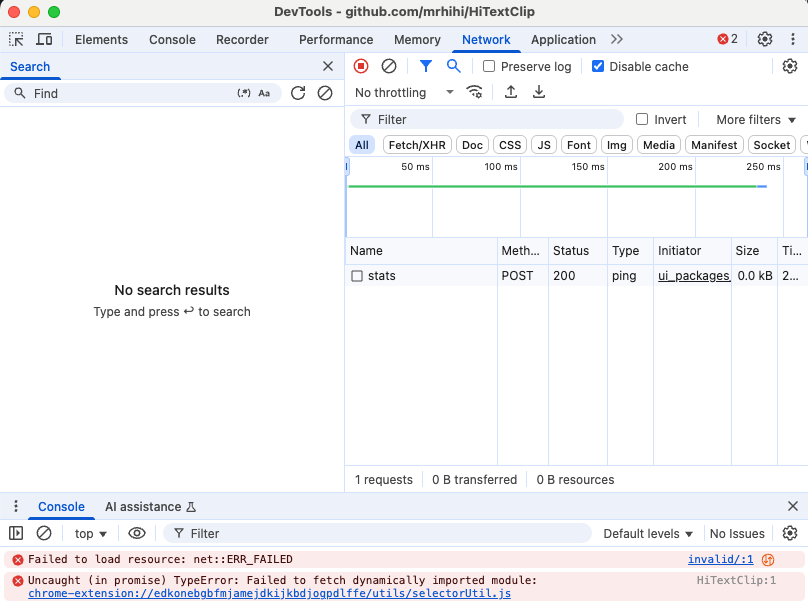 DevTools - github.com/mrhihi/HiTextClip
Elements Console Recorder Performance Memory Network Application 2
Search
Find (.*) Aa
No search results
Type and press ↩ to search
Preserve log Disable cache
No throttling
Filter Invert More filters
All Fetch/XHR Doc CSS JS Font Img Media Manifest Socket
50 ms 100 ms 150 ms 200 ms 250 ms
Name Meth... Status Type Initiator Size Ti...
stats POST 200 ping ui_packages 0.0 kB 2...
1 requests 0 B transferred 0 B resources
Console AI assistance
top Filter Default levels No Issues
Failed to load resource: net::ERR_FAILED invalid/:1
Uncaught (in promise) TypeError: Failed to fetch dynamically imported module: HiTextClip:1
chrome-extension://edkonebgbfmjamejdkijkbdjogpdlffe/utils/selectorUtil.js